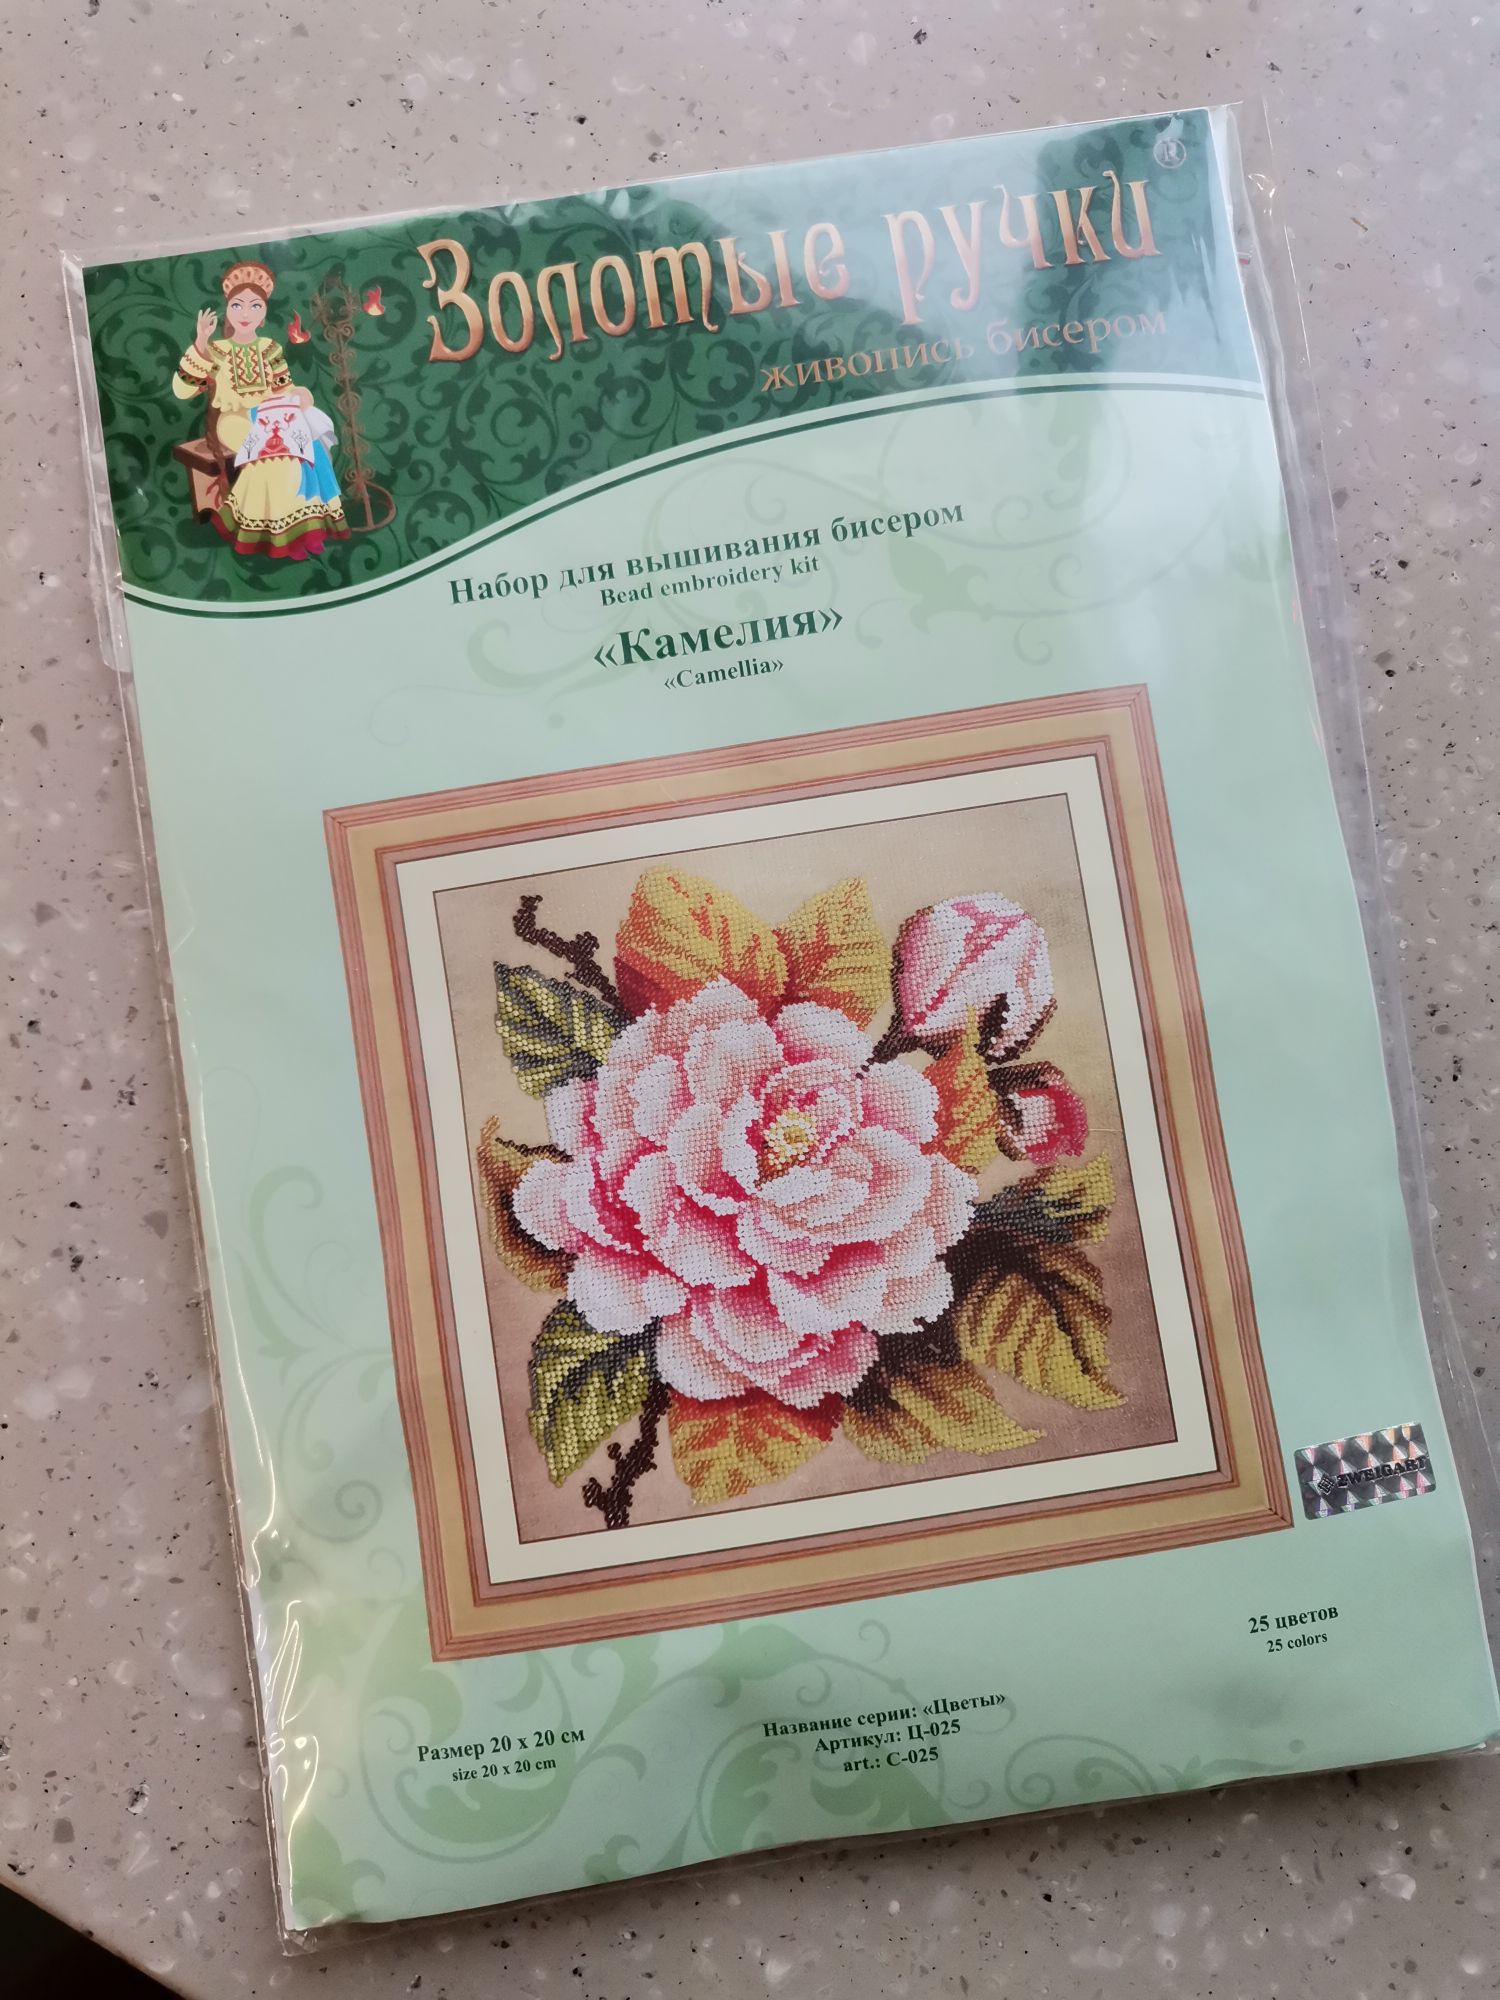 Золотые ручки
®
живопись бисером
Набор для вышивания бисером
Bead embroidery kit
«Камелия»
«Camellia»
ZWEIGART
25 цветов
25 colors
Размер 20 x 20 см
size 20 x 20 cm
Название серии: «Цветы»
Артикул: Ц-025
art.: C-025